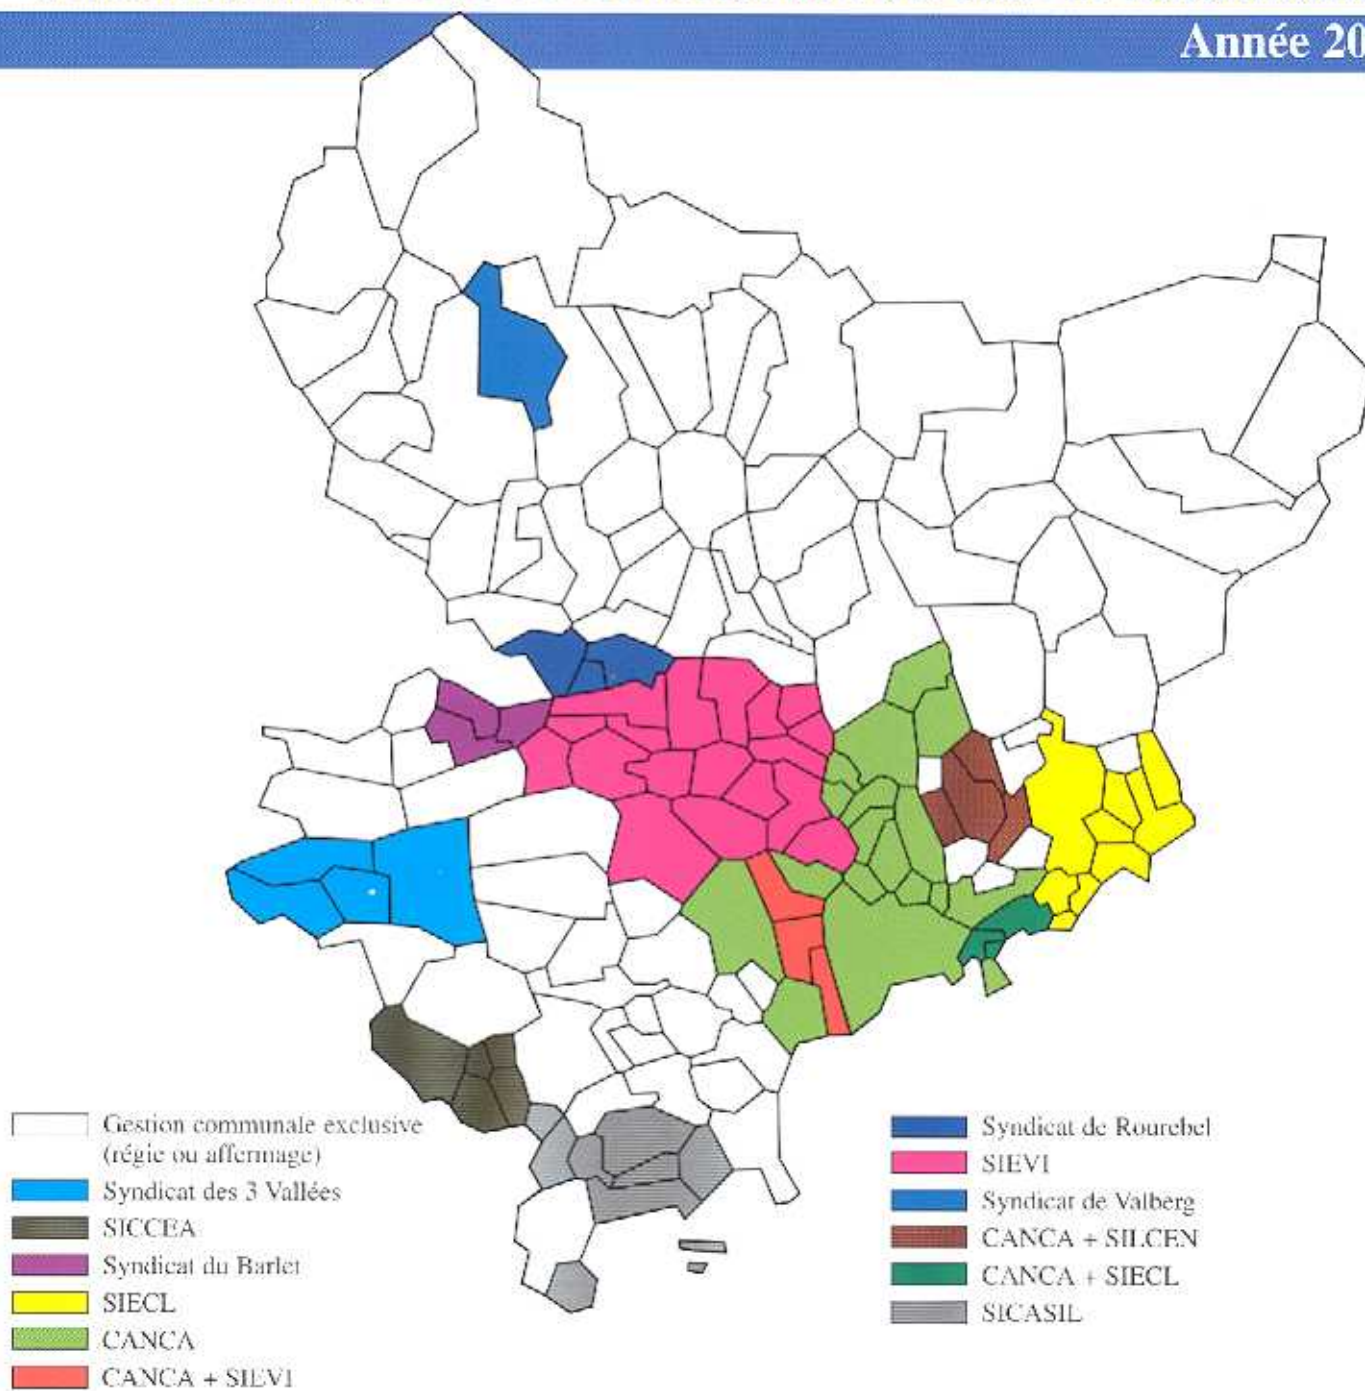 Année 20
Gestion communale exclusive
(régie ou affermage)
Syndicat des 3 Vallées
SICCEA
Syndicat du Barlet
SIECL
CANCA
CANCA + SIEVI
Syndicat de Rourebel
SIEVI
Syndicat de Valberg
CANCA + SILCEN
CANCA + SIECL
SICASIL